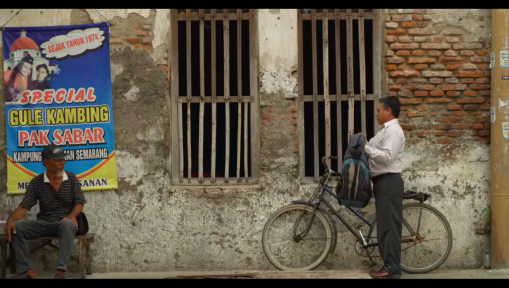 SEJAK TAHUN 1974
SPECIAL
GULE KAMBING
PAK SABAR
KAMPUNG SEMARANG